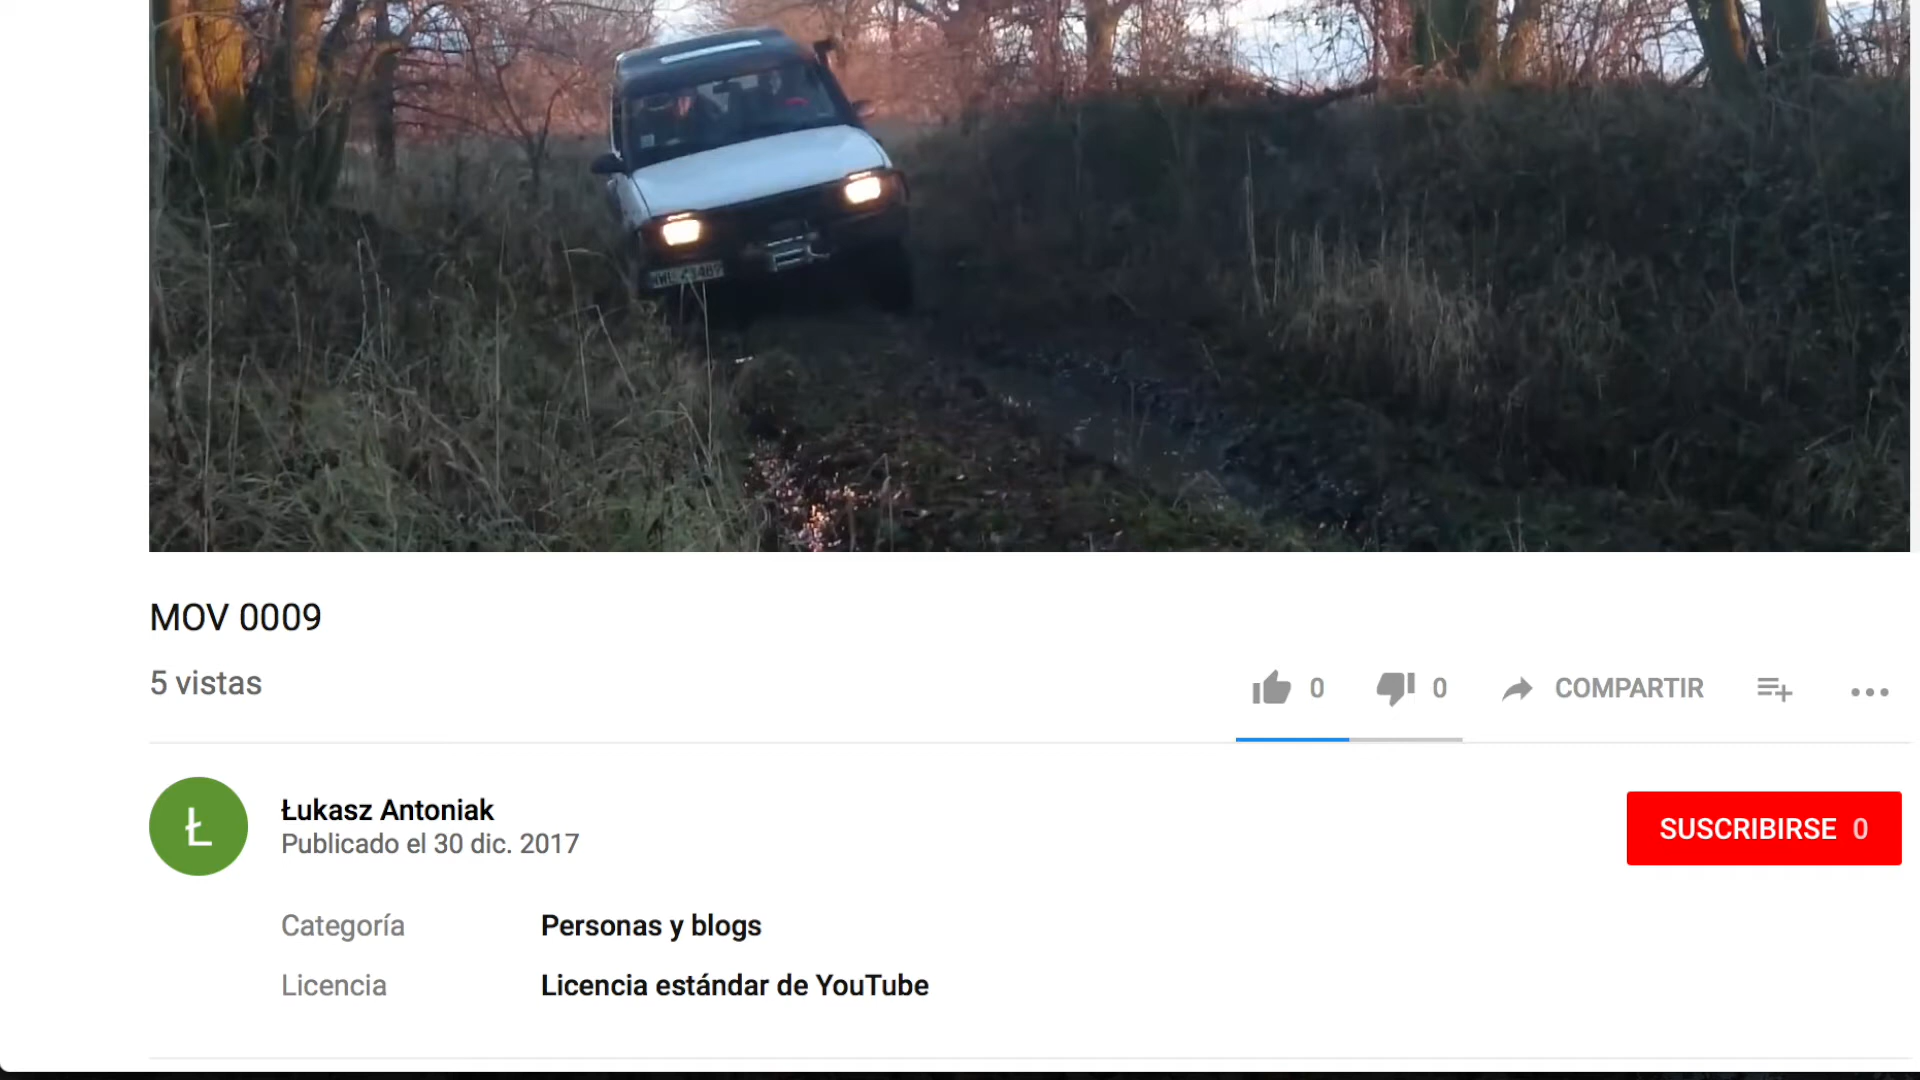 MOV 0009
5 vistas
0
0
COMPARTIR
Ł
Łukasz Antoniak
Publicado el 30 dic. 2017
SUSCRIBIRSE 0
Categoría Personas y blogs
Licencia Licencia estándar de YouTube